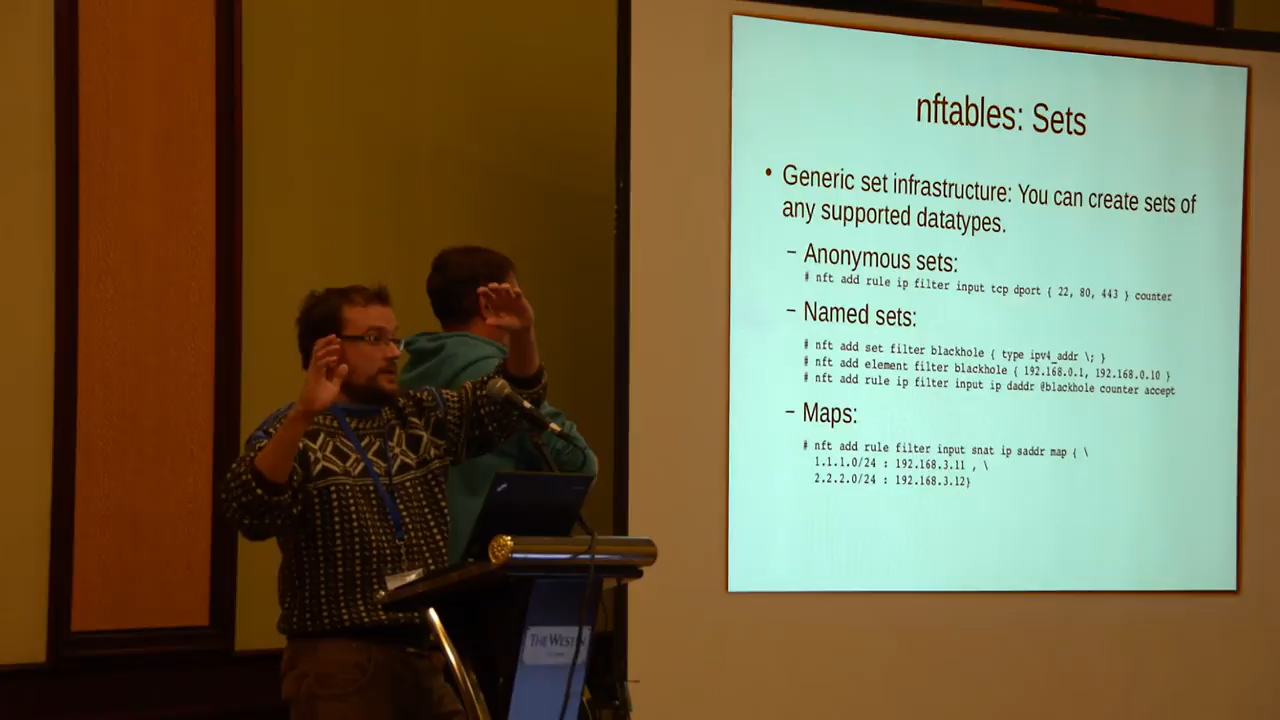 nftables: Sets
• Generic set infrastructure: You can create sets of
any supported datatypes.
– Anonymous sets:
# nft add rule ip filter input tcp dport { 22, 80, 443 } counter
– Named sets:
# nft add set filter blackhole { type ipv4_addr \; }
# nft add element filter blackhole { 192.168.0.1, 192.168.0.10 }
# nft add rule ip filter input ip daddr @blackhole counter accept
– Maps:
# nft add rule filter input snat ip saddr map { \
1.1.1.0/24 : 192.168.3.11 , \
2.2.2.0/24 : 192.168.3.12}
THE WESTIN